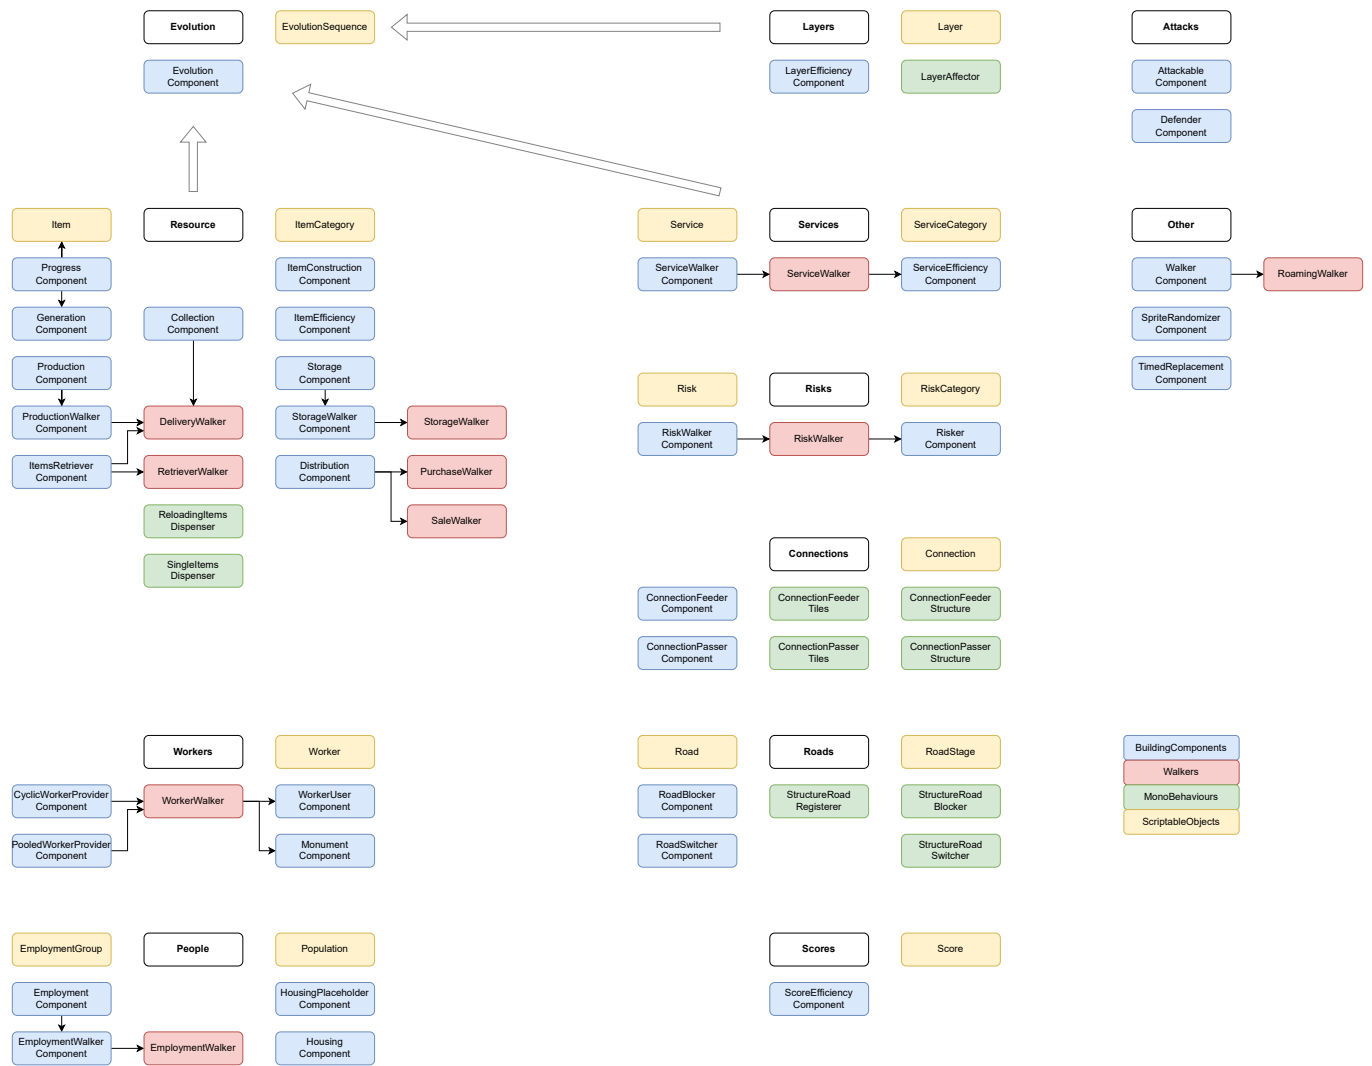 Evolution
EvolutionSequence
Layers
Layer
Attacks
Evolution
Component
LayerEfficiency
Component
LayerAffector
Attackable
Component
Defender
Component
Item
Resource
ItemCategory
Service
Services
ServiceCategory
Other
Progress
Component
ItemConstruction
Component
ServiceWalker
Component
ServiceWalker
ServiceEfficiency
Component
Walker
Component
RoamingWalker
Generation
Component
Collection
Component
ItemEfficiency
Component
SpriteRandomizer
Component
Production
Component
Storage
Component
Risk
Risks
RiskCategory
TimedReplacement
Component
ProductionWalker
Component
DeliveryWalker
StorageWalker
Component
StorageWalker
RiskWalker
Component
RiskWalker
Risker
Component
ItemsRetriever
Component
RetrieverWalker
Distribution
Component
PurchaseWalker
ReloadingItems
Dispenser
SaleWalker
SingleItems
Dispenser
Connections
Connection
ConnectionFeeder
Component
ConnectionFeeder
Tiles
ConnectionFeeder
Structure
ConnectionPasser
Component
ConnectionPasser
Tiles
ConnectionPasser
Structure
Workers
Worker
Road
Roads
RoadStage
BuildingComponents
Walkers
MonoBehaviours
ScriptableObjects
CyclicWorkerProvider
Component
WorkerWalker
WorkerUser
Component
RoadBlocker
Component
StructureRoad
Registerer
StructureRoad
Blocker
PooledWorkerProvider
Component
Monument
Component
RoadSwitcher
Component
StructureRoad
Switcher
EmploymentGroup
People
Population
Scores
Score
Employment
Component
HousingPlaceholder
Component
ScoreEfficiency
Component
EmploymentWalker
Component
EmploymentWalker
Housing
Component